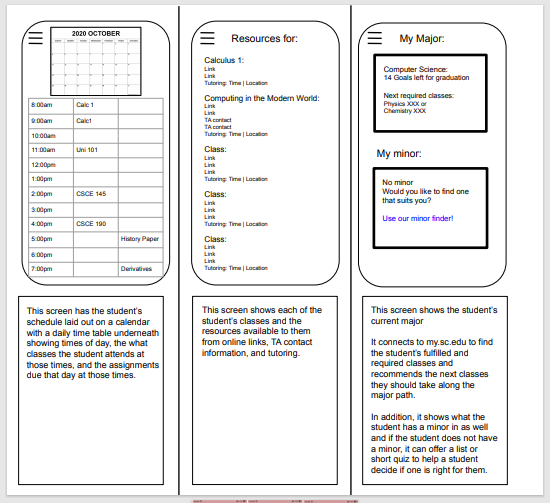 2020 OCTOBER
8:00am Calc 1
9:00am Calc1
10:00am
11:00am Uni 101
12:00pm
1:00pm
2:00pm CSCE 145
3:00pm
4:00pm CSCE 190
5:00pm History Paper
6:00pm
7:00pm Derivatives
This screen has the student's
schedule laid out on a calendar
with a daily time table underneath
showing times of day, the what
classes the student attends at
those times, and the assignments
due that day at those times.
Resources for:
Calculus 1:
Link
Link
Tutoring: Time | Location
Computing in the Modern World:
Link
Link
TA contact
TA contact
Tutoring: Time | Location
Class:
Link
Link
Link
Tutoring: Time | Location
Class:
Link
Link
Link
Tutoring: Time | Location
Class:
Link
Link
Link
Tutoring: Time | Location
This screen shows each of the
student's classes and the
resources available to them
from online links, TA contact
information, and tutoring.
My Major:
Computer Science:
14 Goals left for graduation
Next required classes:
Physics XXX or
Chemistry XXX
My minor:
No minor
Would you like to find one
that suits you?
Use our minor finder!
This screen shows the student's
current major
It connects to my.sc.edu to find
the student's fulfilled and
required classes and
recommends the next classes
they should take along the
major path.
In addition, it shows what the
student has a minor in as well
and if the student does not have
a minor, it can offer a list or
short quiz to help a student
decide if one is right for them.